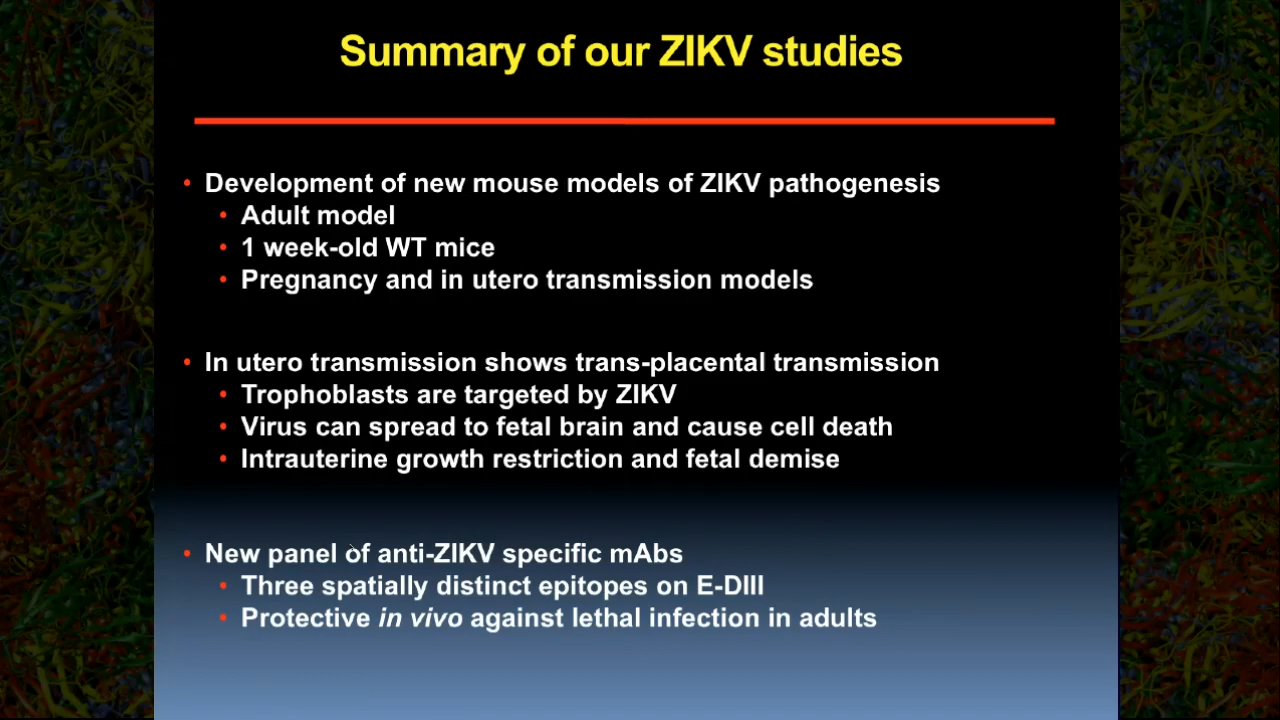 Summary of our ZIKV studies
• Development of new mouse models of ZIKV pathogenesis
• Adult model
• 1 week-old WT mice
• Pregnancy and in utero transmission models
• In utero transmission shows trans-placental transmission
• Trophoblasts are targeted by ZIKV
• Virus can spread to fetal brain and cause cell death
• Intrauterine growth restriction and fetal demise
• New panel of anti-ZIKV specific mAbs
• Three spatially distinct epitopes on E-DIII
• Protective in vivo against lethal infection in adults